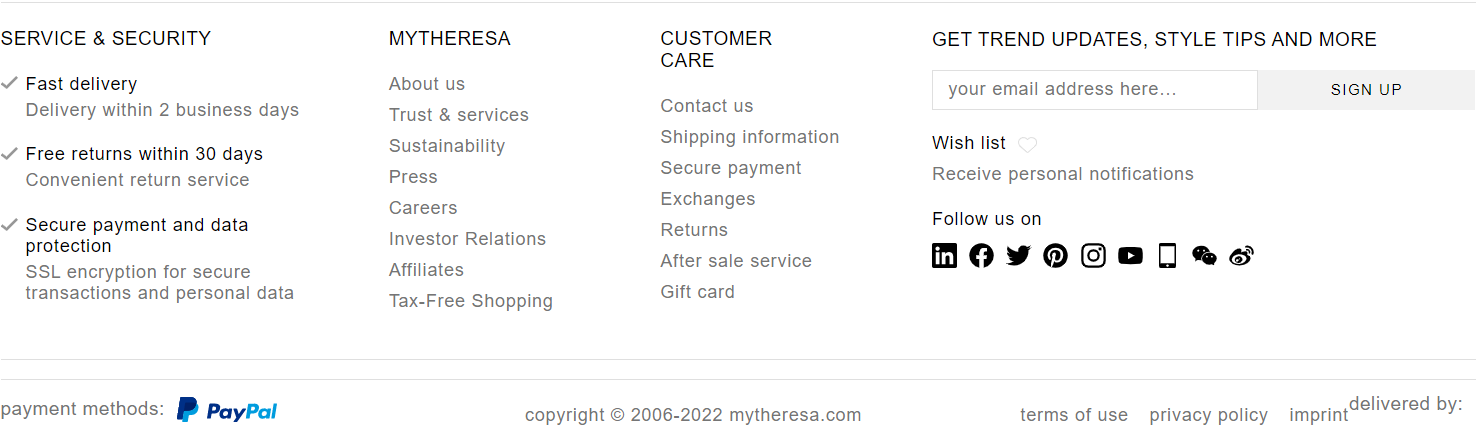 SERVICE & SECURITY
Fast delivery
Delivery within 2 business days
Free returns within 30 days
Convenient return service
Secure payment and data
protection
SSL encryption for secure
transactions and personal data
MYTHERESA
About us
Trust & services
Sustainability
Press
Careers
Investor Relations
Affiliates
Tax-Free Shopping
CUSTOMER
CARE
Contact us
Shipping information
Secure payment
Exchanges
Returns
After sale service
Gift card
GET TREND UPDATES, STYLE TIPS AND MORE
your email address here...
SIGN UP
Wish list
Receive personal notifications
Follow us on
payment methods:
PayPal
copyright © 2006-2022 mytheresa.com
terms of use
privacy policy
imprint
delivered by: